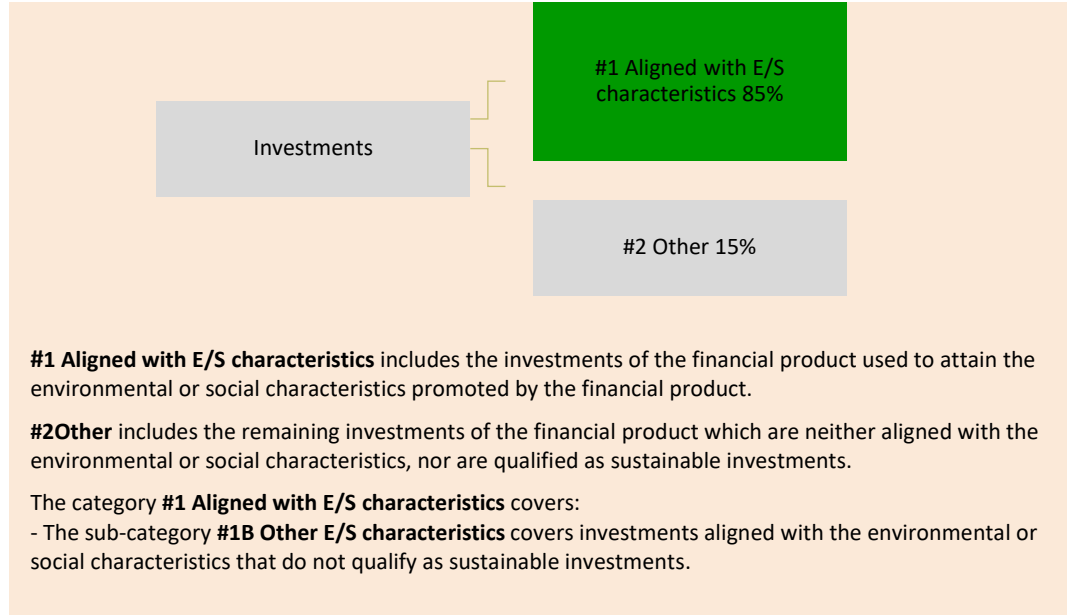 #1 Aligned with E/S
characteristics 85%
Investments
#2 Other 15%
#1 Aligned with E/S characteristics includes the investments of the financial product used to attain the
environmental or social characteristics promoted by the financial product.
#2Other includes the remaining investments of the financial product which are neither aligned with the
environmental or social characteristics, nor are qualified as sustainable investments.
The category #1 Aligned with E/S characteristics covers:
- The sub-category #1B Other E/S characteristics covers investments aligned with the environmental or
social characteristics that do not qualify as sustainable investments.